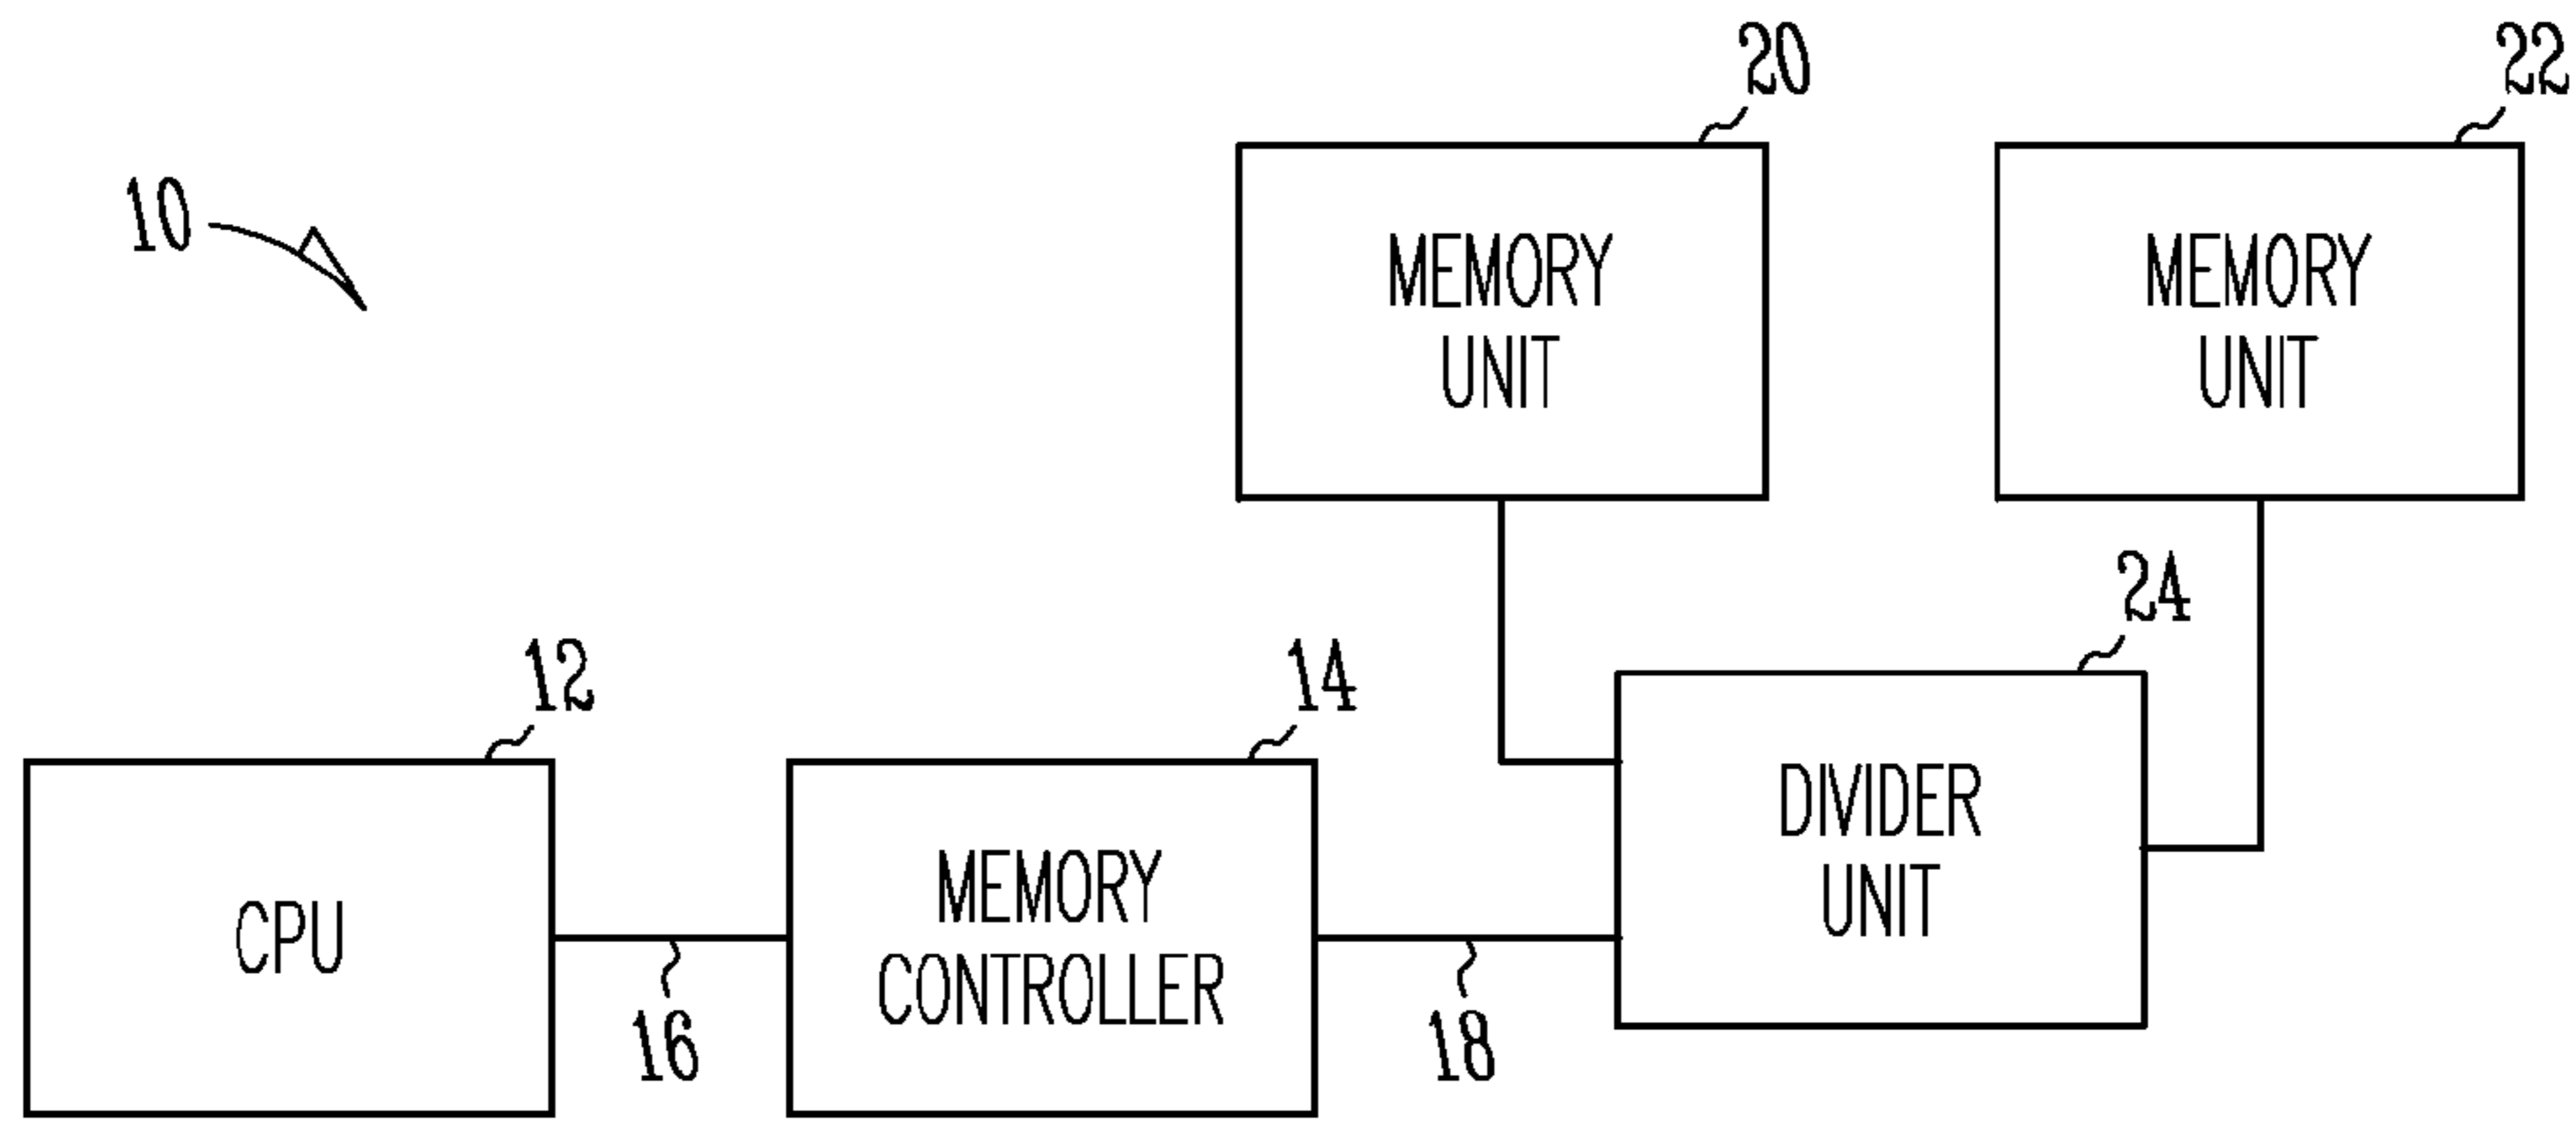 20
22
10
MEMORY
UNIT
MEMORY
UNIT
24
12
14
DIVIDER
UNIT
CPU
MEMORY
CONTROLLER
16
18